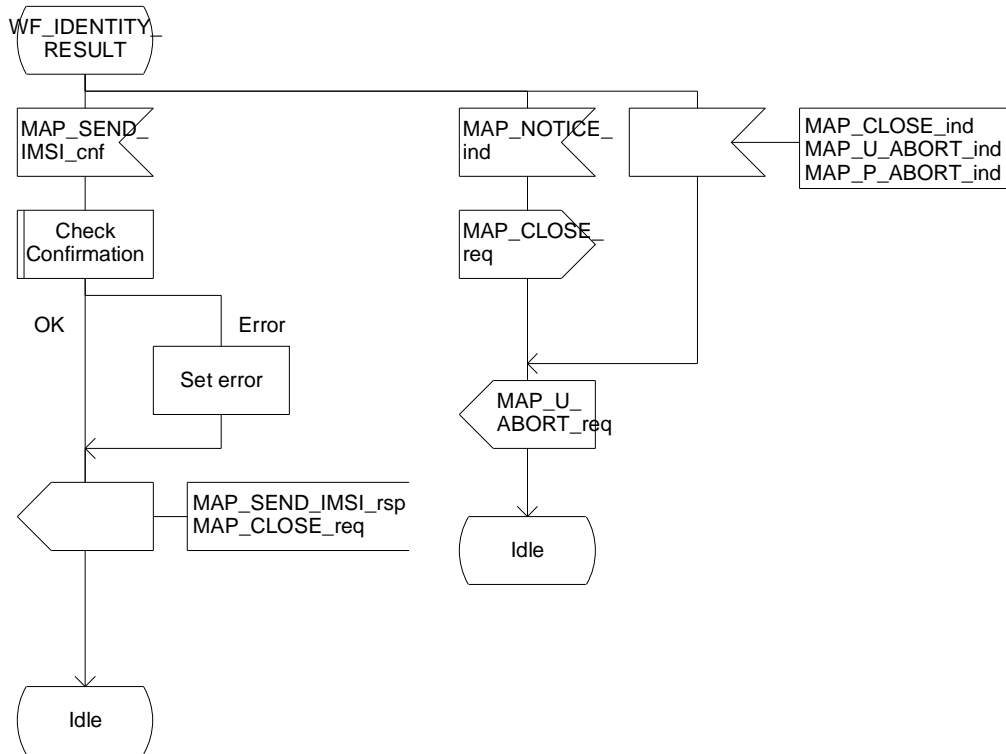 WF_IDENTITY_
RESULT
MAP_SEND_
IMSI_cnf
MAP_NOTICE_
ind
MAP_CLOSE_ind
MAP_U_ABORT_ind
MAP_P_ABORT_ind
Check
Confirmation
MAP_CLOSE_
req
OK
Error
Set error
MAP_U_
ABORT_req
MAP_SEND_IMSI_rsp
MAP_CLOSE_req
Idle
Idle